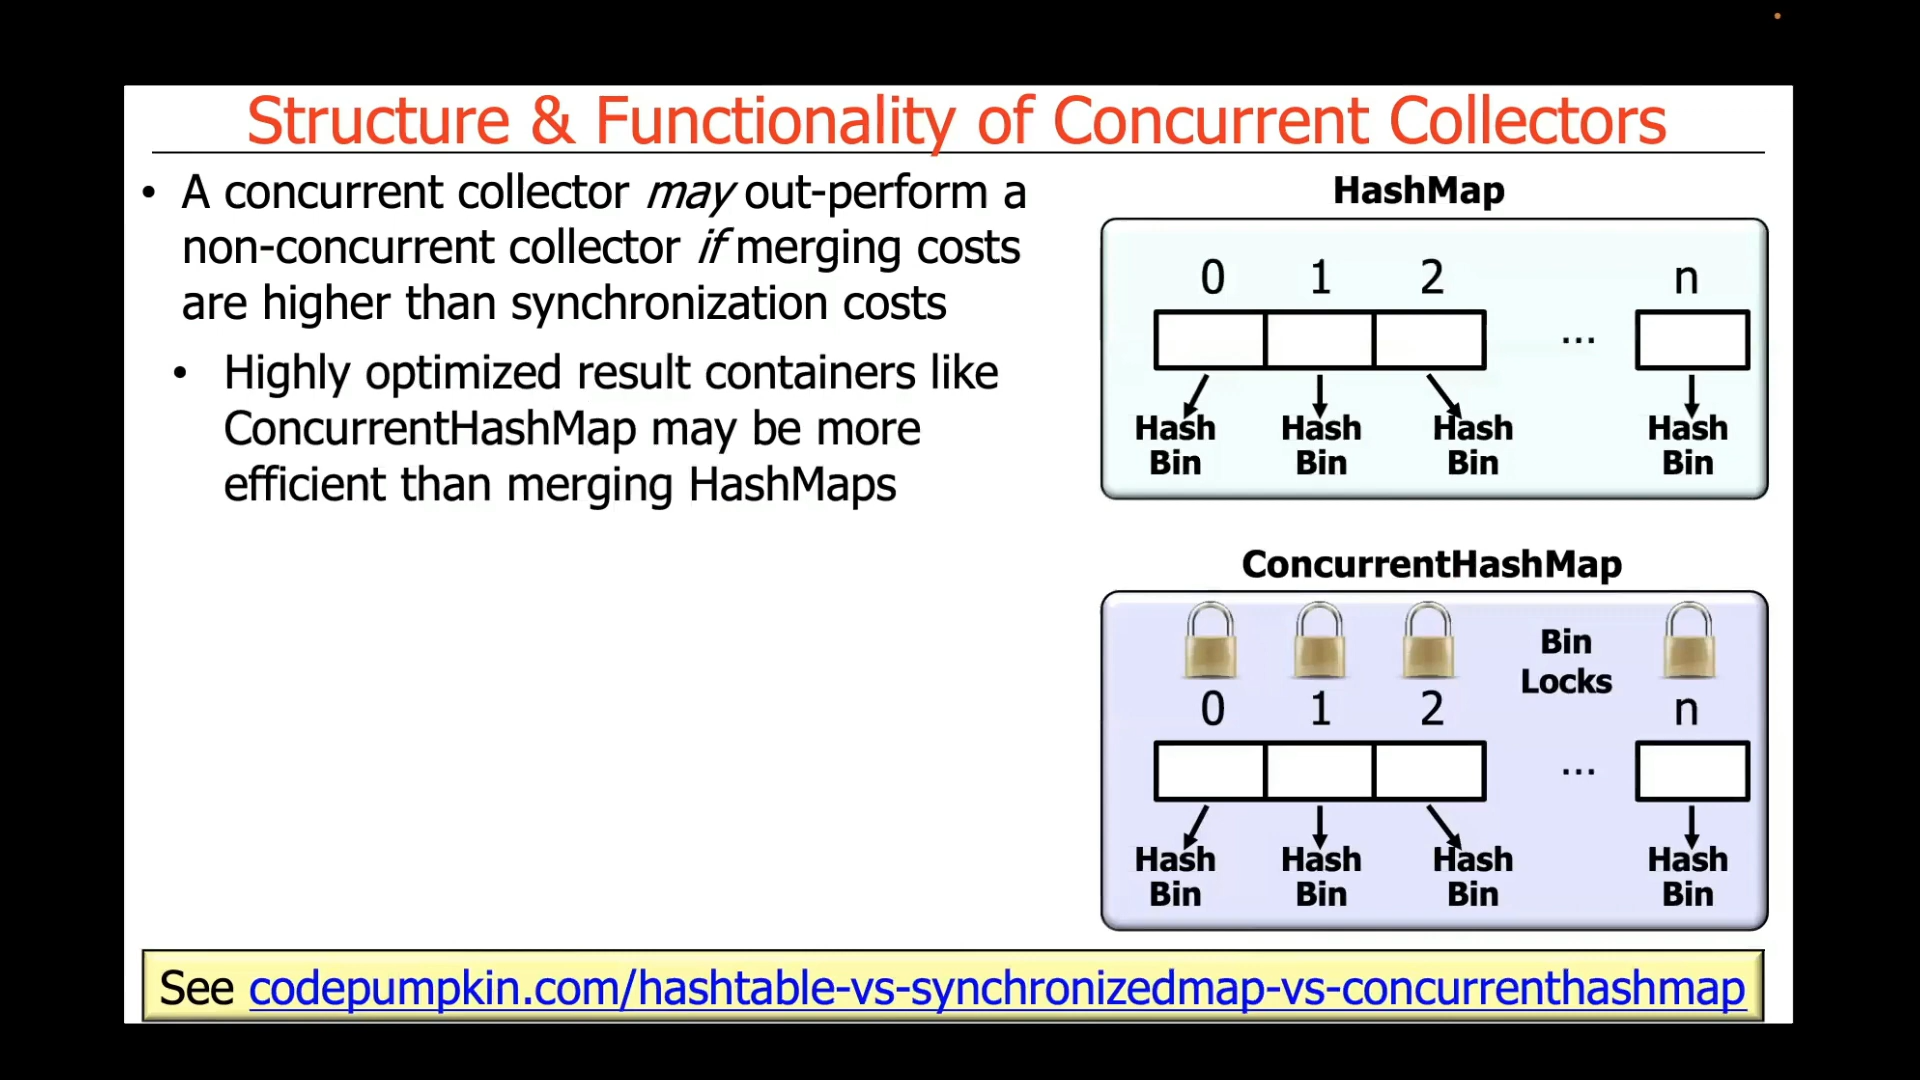 Structure & Functionality of Concurrent Collectors
• A concurrent collector may out-perform a
non-concurrent collector if merging costs
are higher than synchronization costs
• Highly optimized result containers like
ConcurrentHashMap may be more
efficient than merging HashMaps
HashMap
0 1 2 n
...
Hash Hash Hash Hash
Bin Bin Bin Bin
ConcurrentHashMap
Bin
Locks
0 1 2 n
...
Hash Hash Hash Hash
Bin Bin Bin Bin
See codepumpkin.com/hashtable-vs-synchronizedmap-vs-concurrenthashmap